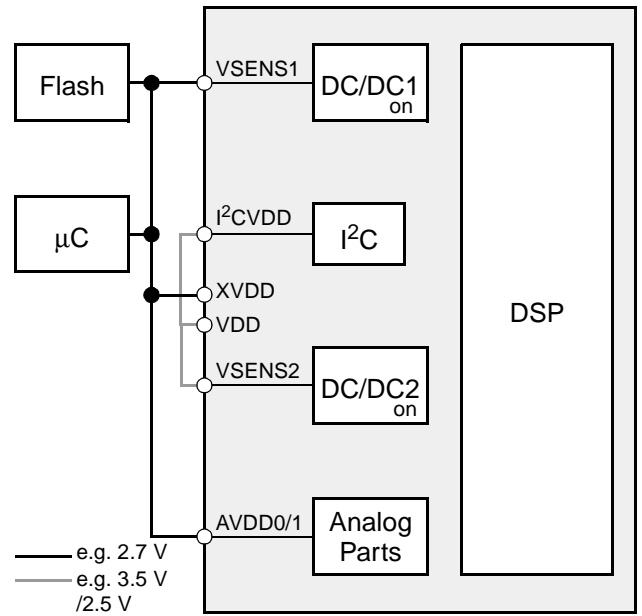 VSENS1
Flash
DC/DC1
on
I²CVDD
μC
I²C
XVDD
DSP
VDD
VSENS2
DC/DC2
on
AVDD0/1
Analog
Parts
e.g. 2.7 V
e.g. 3.5 V
/2.5 V